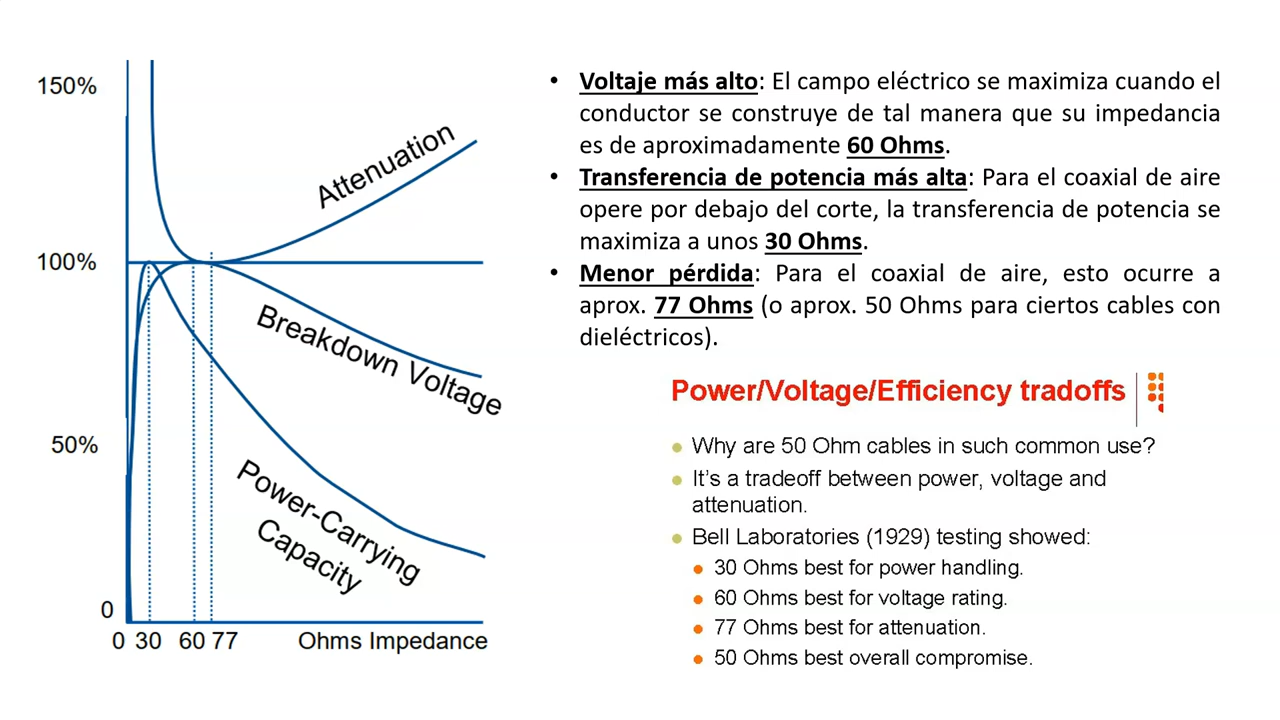 150%
100%
50%
0
0 30 60 77 Ohms Impedance
Attenuation
Breakdown Voltage
Power-Carrying
Capacity
• Voltaje más alto: El campo eléctrico se maximiza cuando el
conductor se construye de tal manera que su impedancia
es de aproximadamente 60 Ohms.
• Transferencia de potencia más alta: Para el coaxial de aire
opere por debajo del corte, la transferencia de potencia se
maximiza a unos 30 Ohms.
• Menor pérdida: Para el coaxial de aire, esto ocurre a
aprox. 77 Ohms (o aprox. 50 Ohms para ciertos cables con
dieléctricos).
Power/Voltage/Efficiency tradoffs
Why are 50 Ohm cables in such common use?
It's a tradeoff between power, voltage and
attenuation.
Bell Laboratories (1929) testing showed:
30 Ohms best for power handling.
60 Ohms best for voltage rating.
77 Ohms best for attenuation.
50 Ohms best overall compromise.